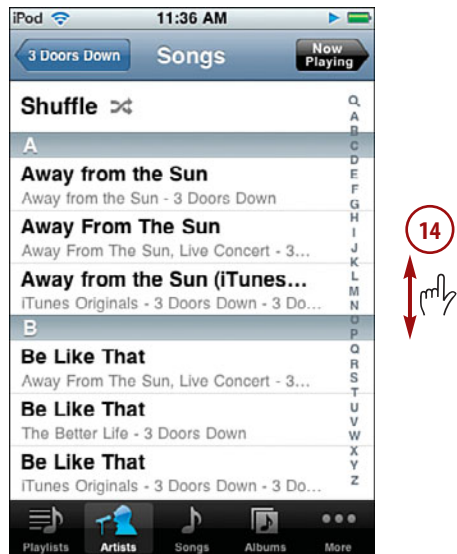 iPod 11:36 AM
3 Doors Down Songs Now Playing
Shuffle
A
Away from the Sun
Away from the Sun - 3 Doors Down
Away From The Sun
Away From The Sun, Live Concert - 3...
Away from the Sun (iTunes...
iTunes Originals - 3 Doors Down - 3 Do...
B
Be Like That
Away From The Sun, Live Concert - 3...
Be Like That
The Better Life - 3 Doors Down
Be Like That
iTunes Originals - 3 Doors Down - 3 Do...
A
B
C
D
E
F
G
H
I
J
K
L
M
N
O
P
Q
R
S
T
U
V
W
X
Y
Z
Playlists Artists Songs Albums More
14